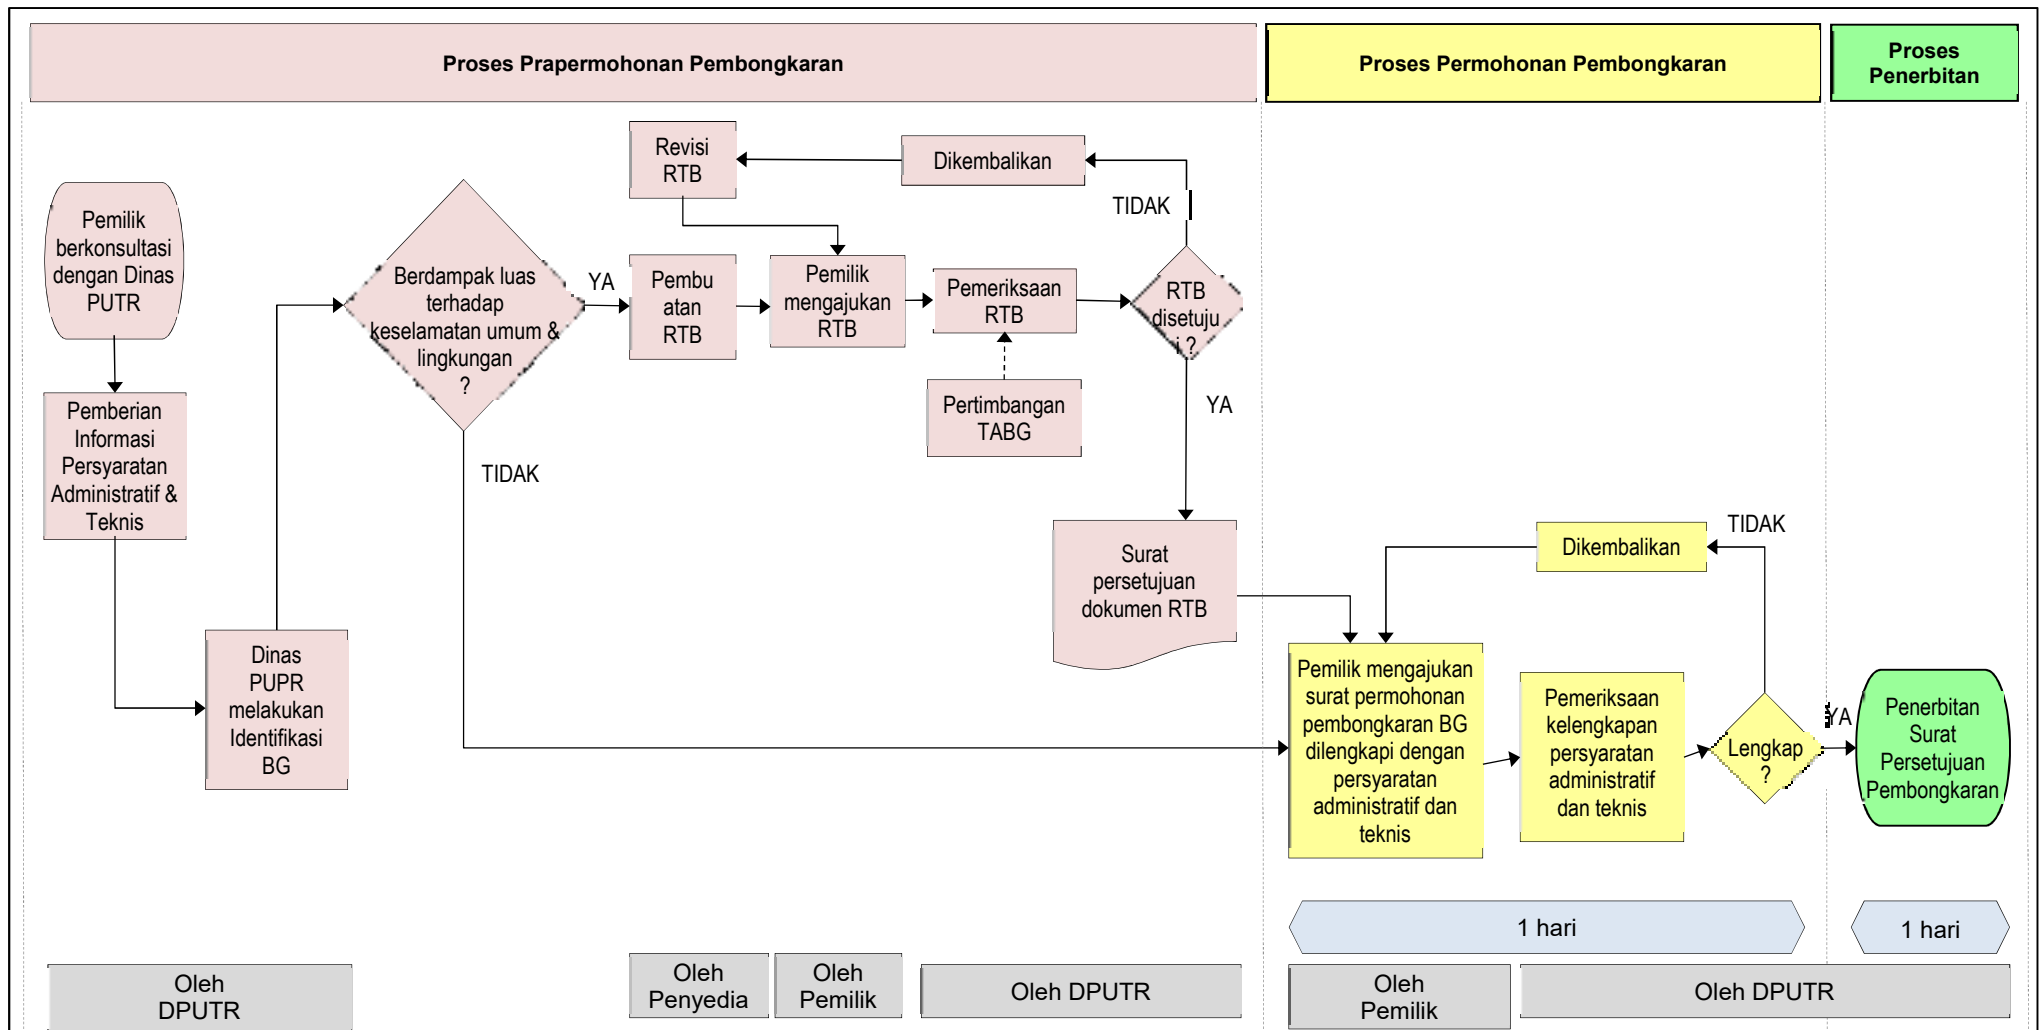 Proses Prapermohonan Pembongkaran
Proses Permohonan Pembongkaran
Proses
Penerbitan
Pemilik
berkonsultasi
dengan Dinas
PUTR
Pemberian
Informasi
Persyaratan
Administratif &
Teknis
Dinas
PUPR
melakukan
Identifikasi
BG
Berdampak luas
terhadap
keselamatan umum &
lingkungan
?
YA
TIDAK
Revisi
RTB
Dikembalikan
TIDAK
Pembu
atan
RTB
Pemilik
mengajukan
RTB
Pemeriksaan
RTB
RTB
disetuju
i ?
Pertimbangan
TABG
YA
Surat
persetujuan
dokumen RTB
Dikembalikan
TIDAK
Pemilik mengajukan
surat permohonan
pembongkaran BG
dilengkapi dengan
persyaratan
administratif dan
teknis
Pemeriksaan
kelengkapan
persyaratan
administratif
dan teknis
Lengkap
?
YA
Penerbitan
Surat
Persetujuan
Pembongkaran
1 hari
1 hari
Oleh
DPUTR
Oleh
Penyedia
Oleh
Pemilik
Oleh DPUTR
Oleh
Pemilik
Oleh DPUTR